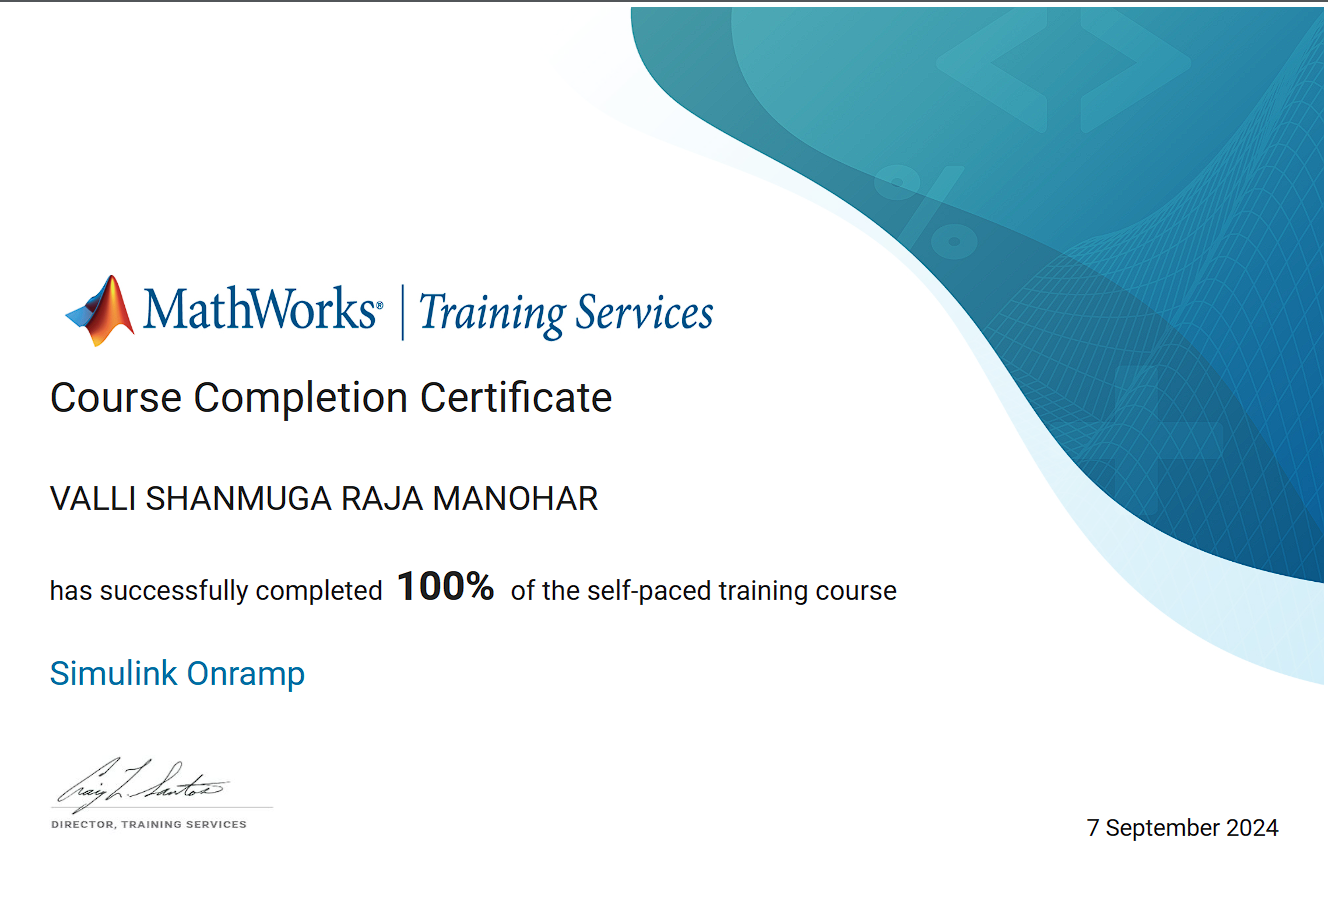 MathWorks® | Training Services
Course Completion Certificate
VALLI SHANMUGA RAJA MANOHAR
has successfully completed 100% of the self-paced training course
Simulink Onramp
Craig L. Santos
DIRECTOR, TRAINING SERVICES
7 September 2024